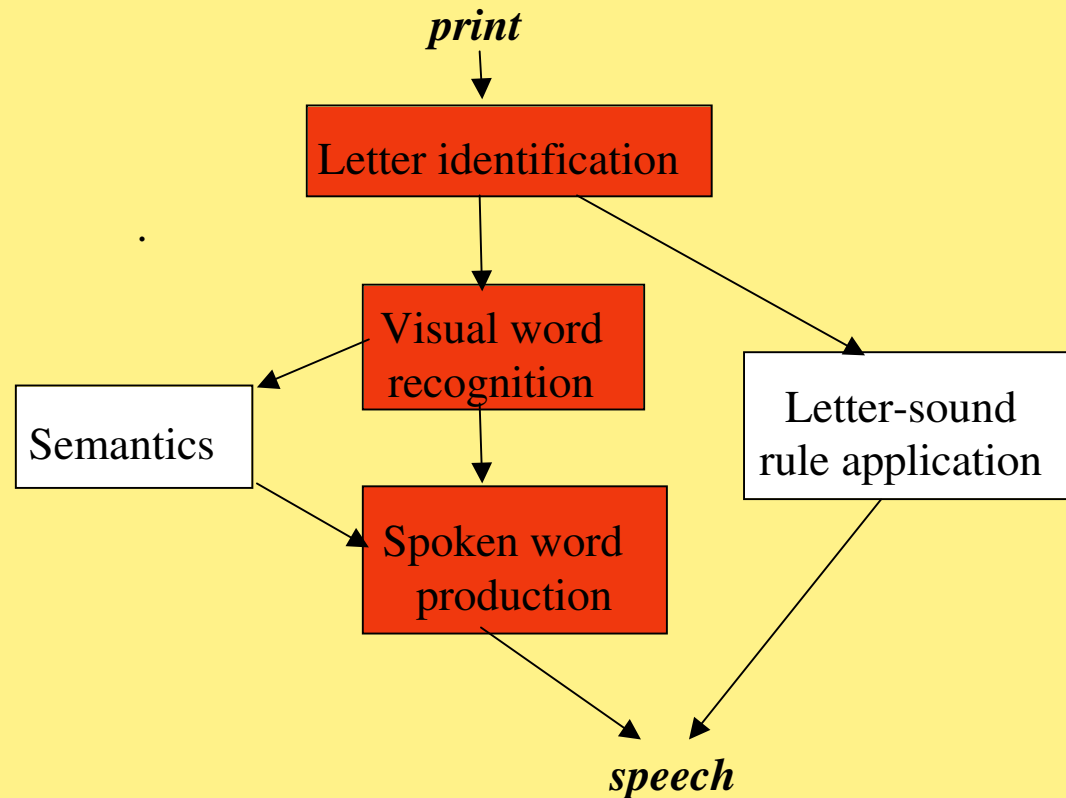 print
Letter identification
.
Visual word
recognition
Semantics
Letter-sound
rule application
Spoken word
production
speech